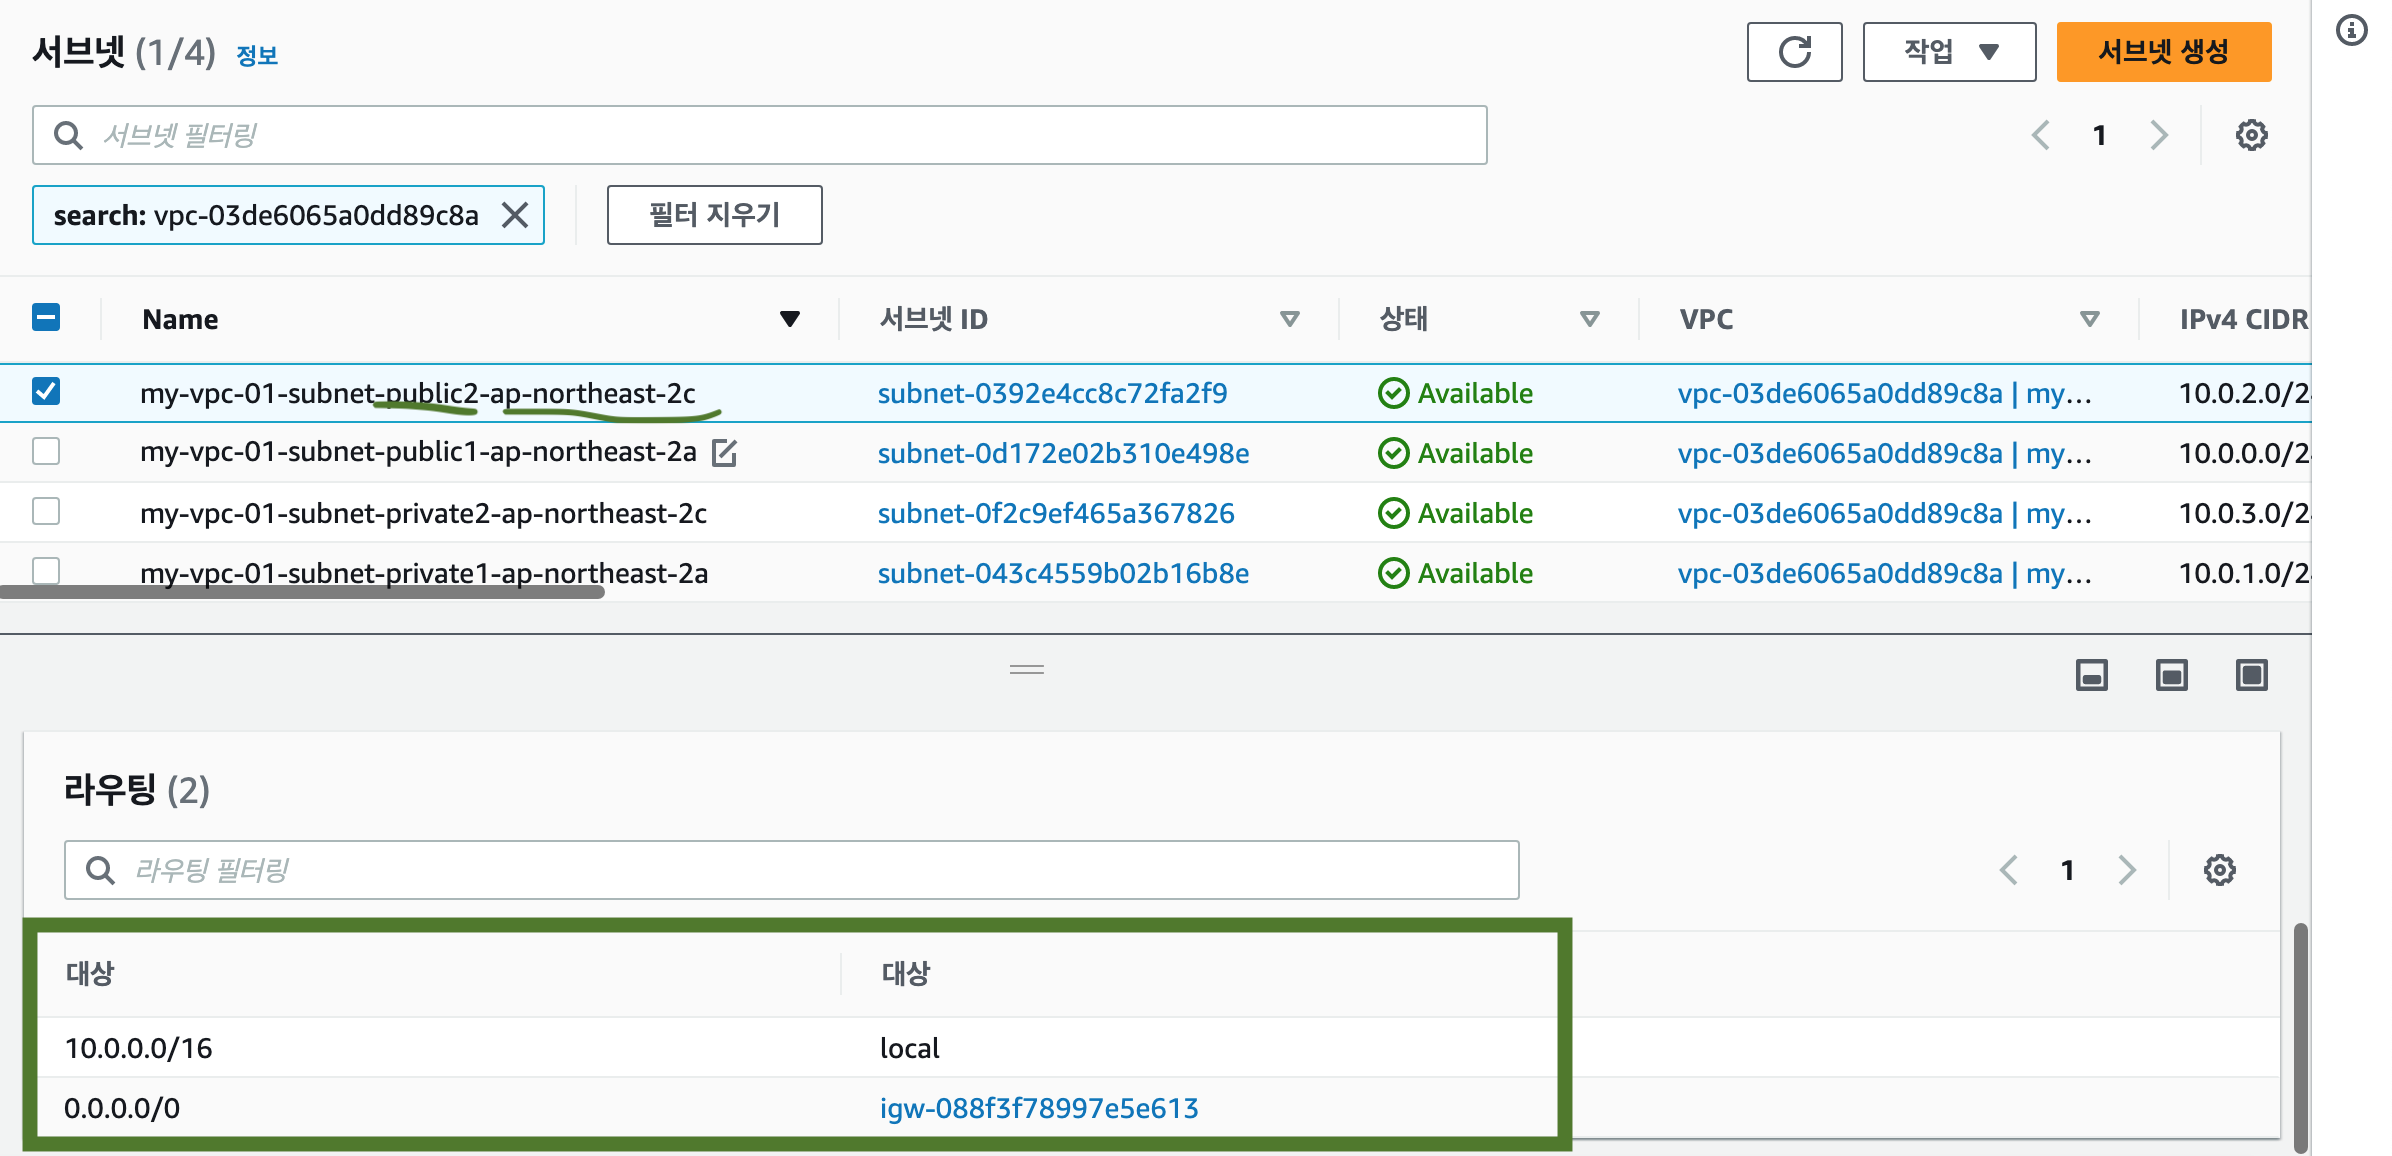 서브넷 (1/4) 정보
작업
서브넷 생성
서브넷 필터링
1
search: vpc-03de6065a0dd89c8a
필터 지우기
Name 서브넷 ID 상태 VPC IPv4 CIDR
my-vpc-01-subnet-public2-ap-northeast-2c subnet-0392e4cc8c72fa2f9 Available vpc-03de6065a0dd89c8a | my... 10.0.2.0/2
my-vpc-01-subnet-public1-ap-northeast-2a subnet-0d172e02b310e498e Available vpc-03de6065a0dd89c8a | my... 10.0.0.0/2
my-vpc-01-subnet-private2-ap-northeast-2c subnet-0f2c9ef465a367826 Available vpc-03de6065a0dd89c8a | my... 10.0.3.0/2
my-vpc-01-subnet-private1-ap-northeast-2a subnet-043c4559b02b16b8e Available vpc-03de6065a0dd89c8a | my... 10.0.1.0/2
라우팅 (2)
라우팅 필터링
1
대상 대상
10.0.0.0/16 local
0.0.0.0/0 igw-088f3f78997e5e613